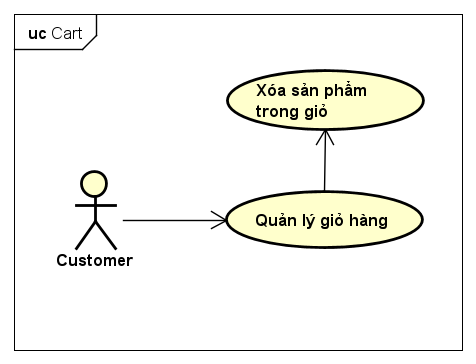 uc Cart
Xóa sản phẩm
trong giỏ
Quản lý giỏ hàng
Customer